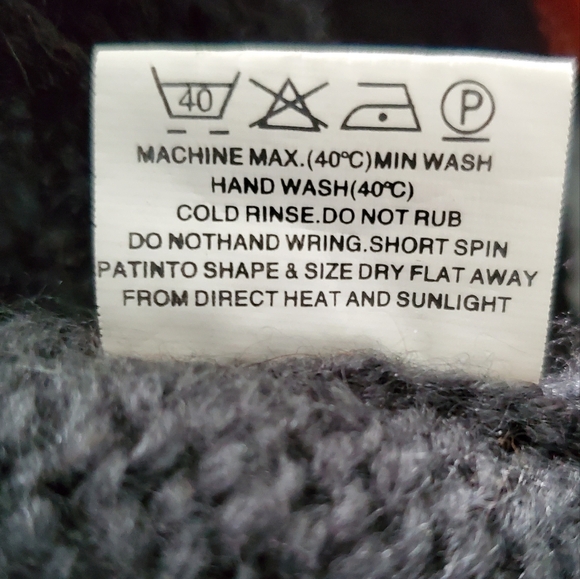 40 P
MACHINE MAX.(40℃)MIN WASH
HAND WASH(40℃)
COLD RINSE.DO NOT RUB
DO NOTHAND WRING.SHORT SPIN
PATINTO SHAPE & SIZE DRY FLAT AWAY
FROM DIRECT HEAT AND SUNLIGHT